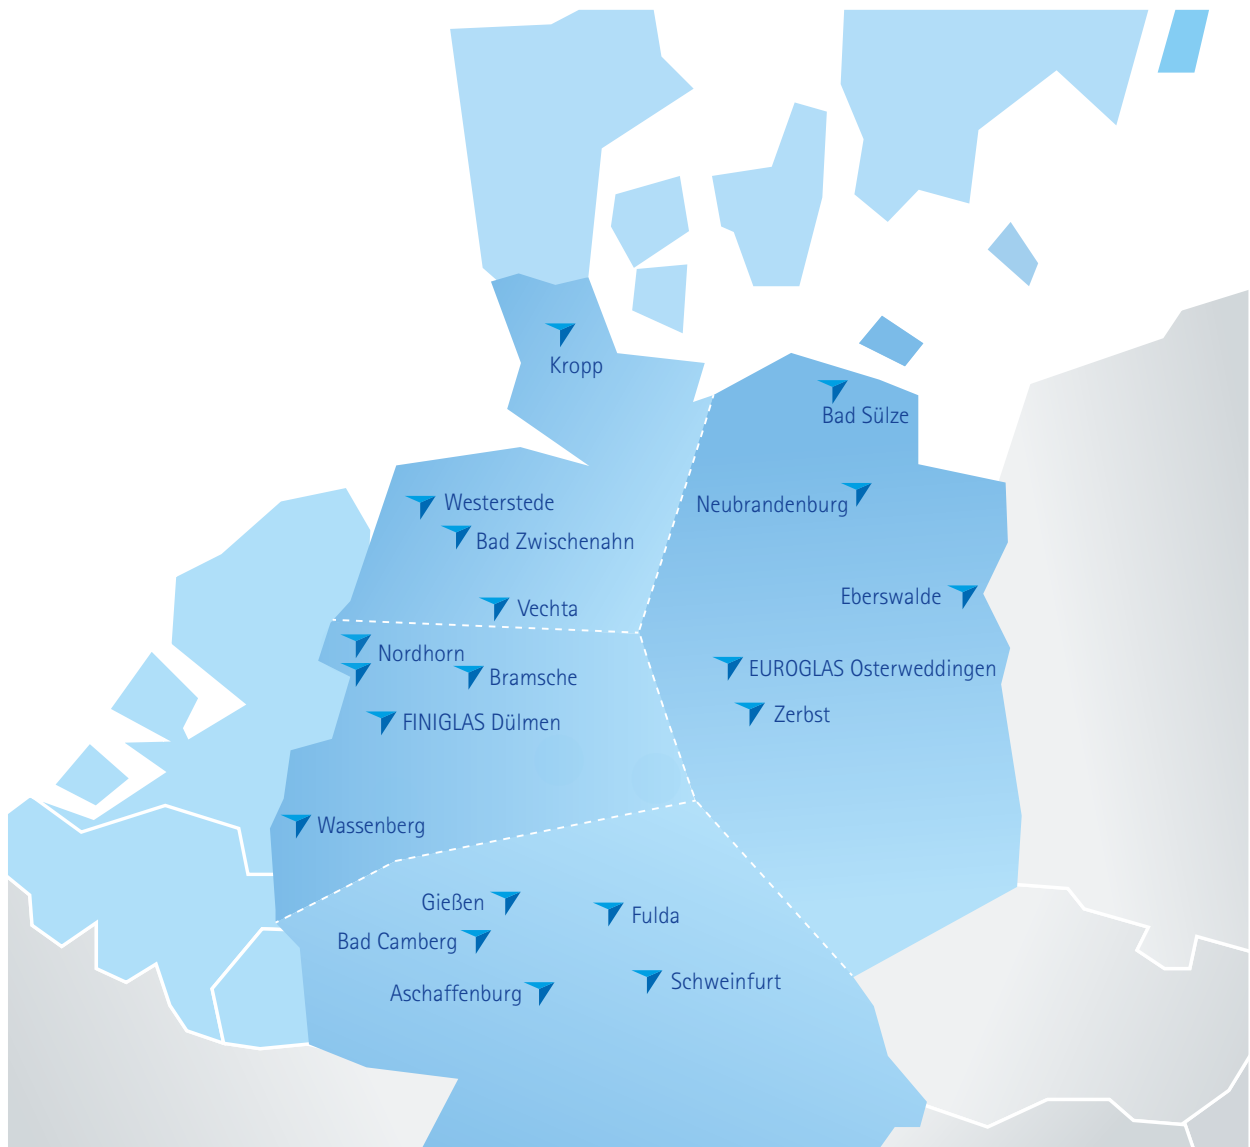 Kropp
Bad Sülze
Westerstede
Neubrandenburg
Bad Zwischenahn
Eberswalde
Vechta
Nordhorn
EUROGLAS Osterweddingen
Bramsche
Zerbst
FINIGLAS Dülmen
Wassenberg
Gießen
Fulda
Bad Camberg
Schweinfurt
Aschaffenburg